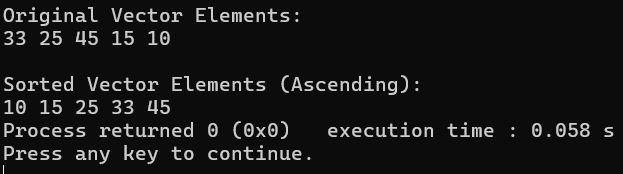 Original Vector Elements:
33 25 45 15 10
Sorted Vector Elements (Ascending):
10 15 25 33 45
Process returned 0 (0x0)   execution time : 0.058 s
Press any key to continue.